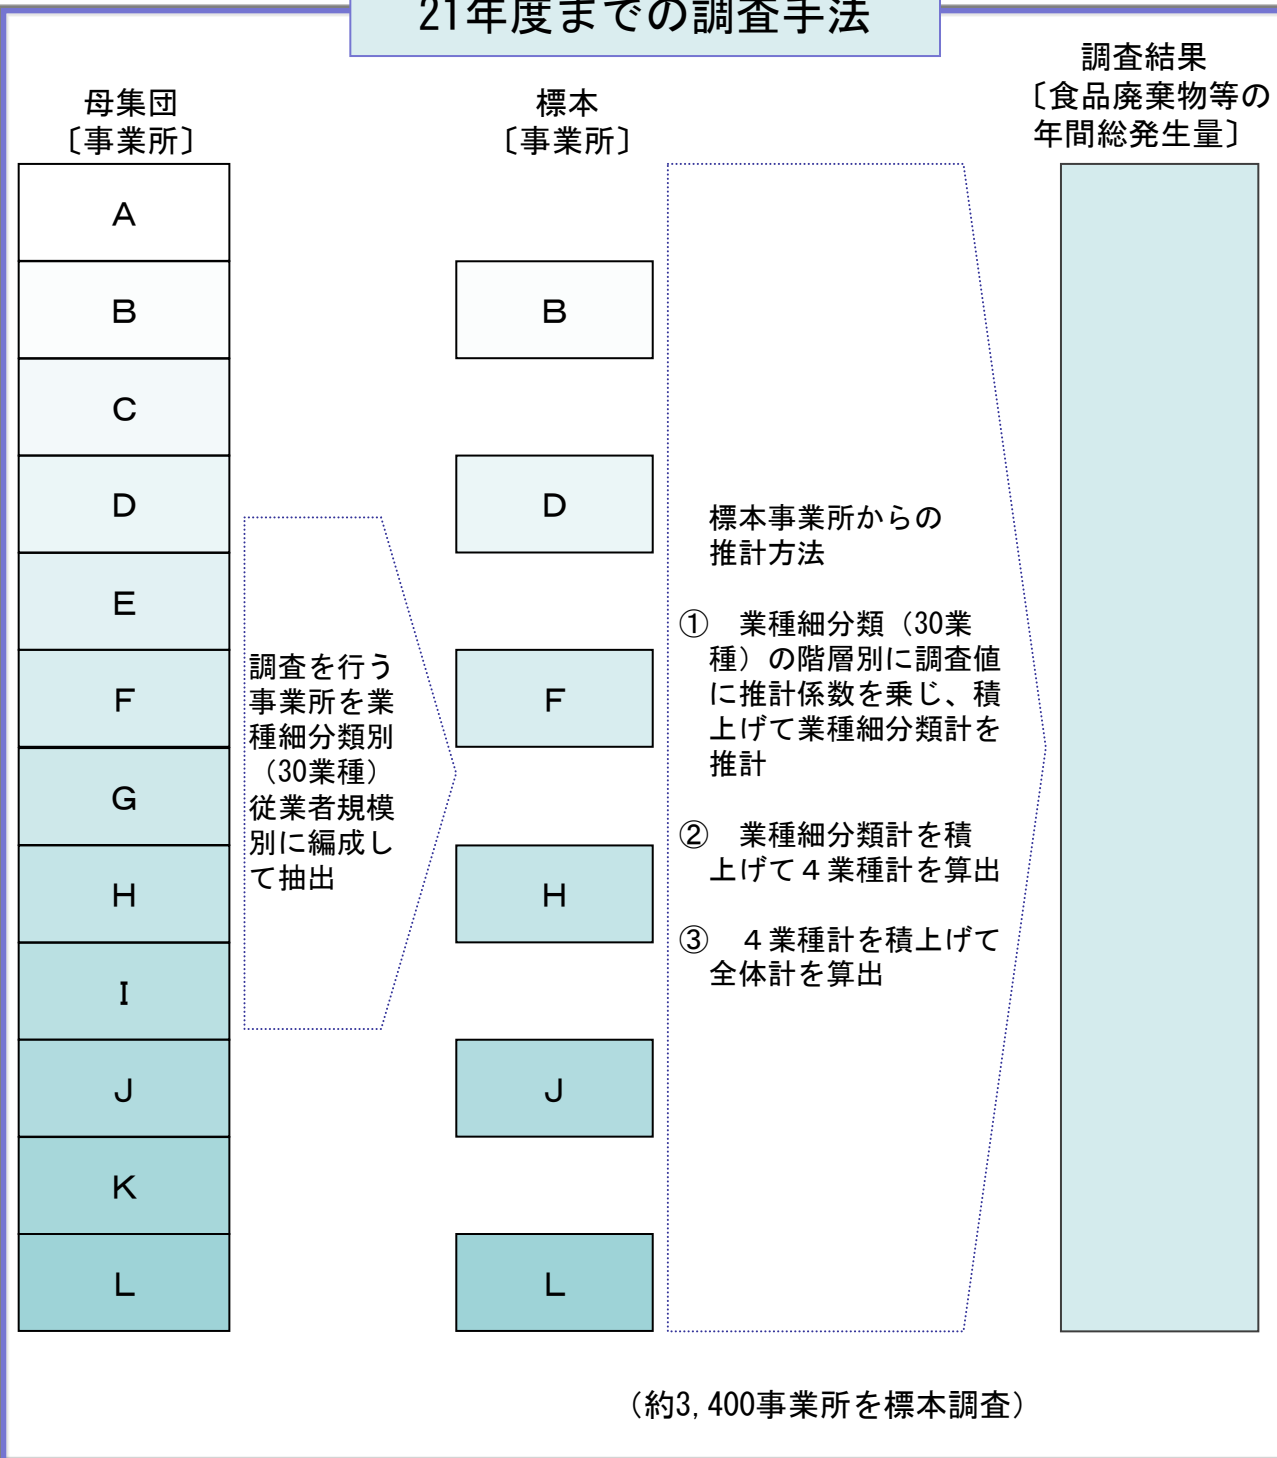 21年度までの調査手法
母集団
〔事業所〕
標本
〔事業所〕
調査結果
〔食品廃棄物等の
年間総発生量〕
A
B
C
D
E
F
G
H
I
J
K
L
調査を行う
事業所を業
種細分類別
（30業種）
従業者規模
別に編成し
て抽出
B
D
F
H
J
L
標本事業所からの
推計方法
①　業種細分類（30業
種）の階層別に調査値
に推計係数を乗じ、積
上げて業種細分類計を
推計
②　業種細分類計を積
上げて４業種計を算出
③　４業種計を積上げて
全体計を算出
（約3,400事業所を標本調査）